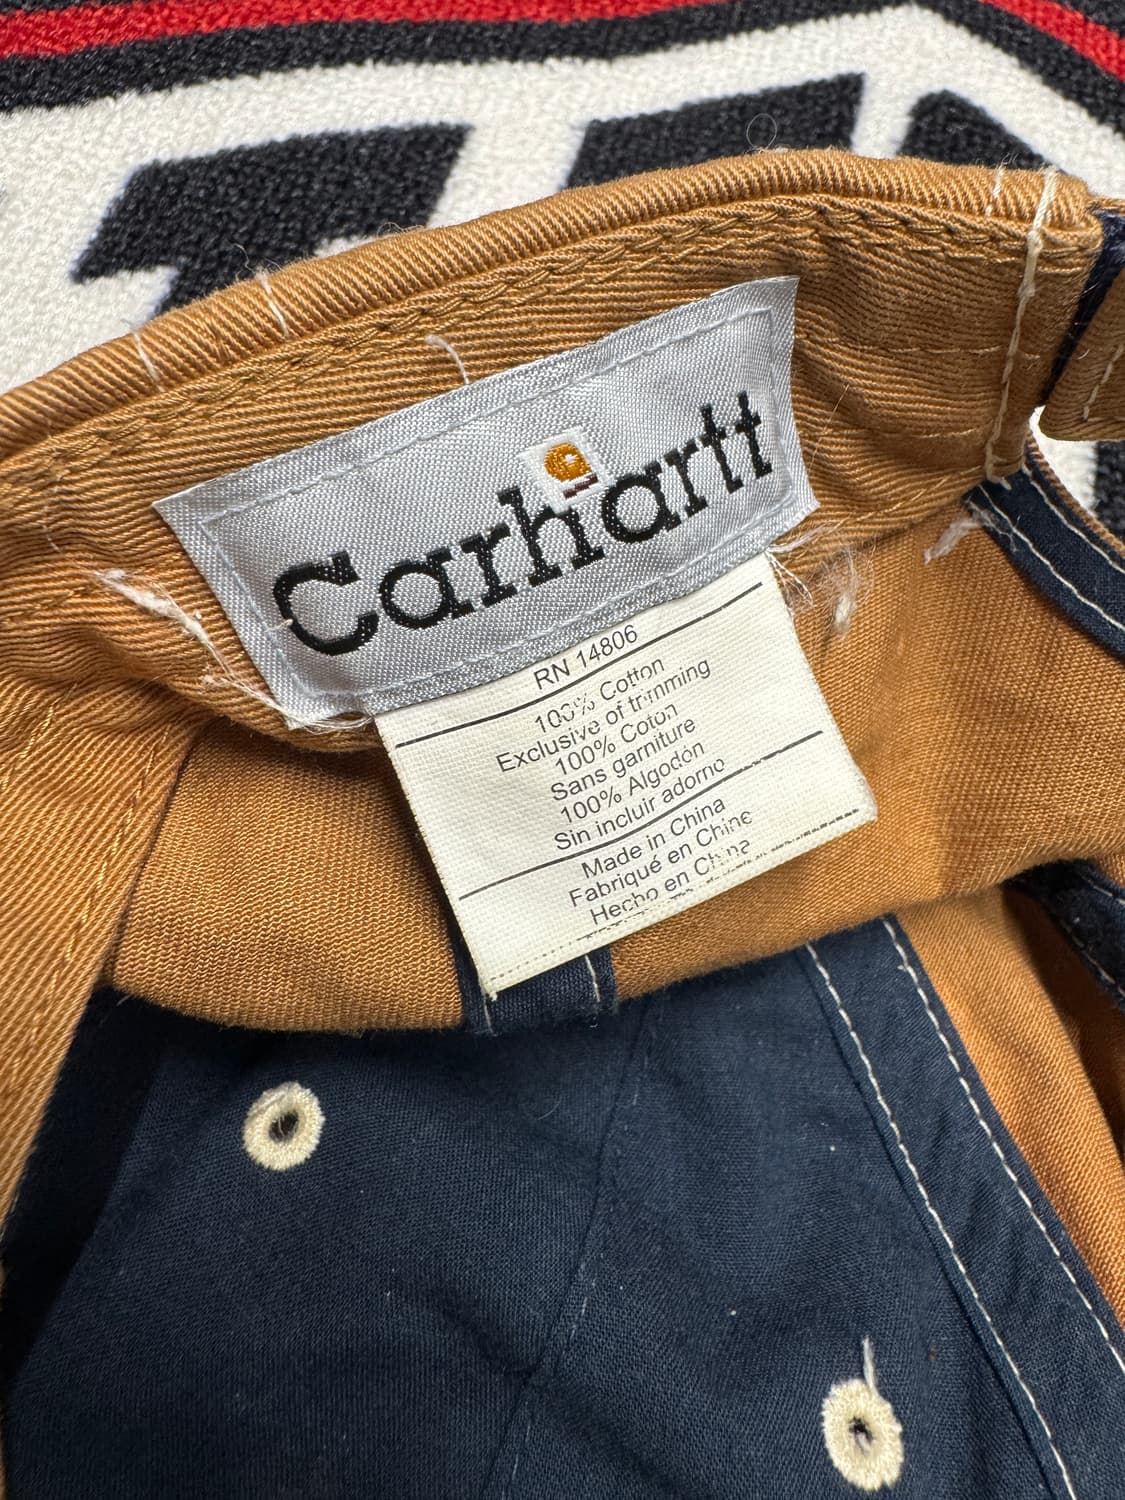 Carhartt
RN 14806
100% Cotton
Exclusive of trimming
100% Coton
Sans garniture
100% Algodón
Sin incluir adorno
Made in China
Fabriqué en Chine
Hecho en China